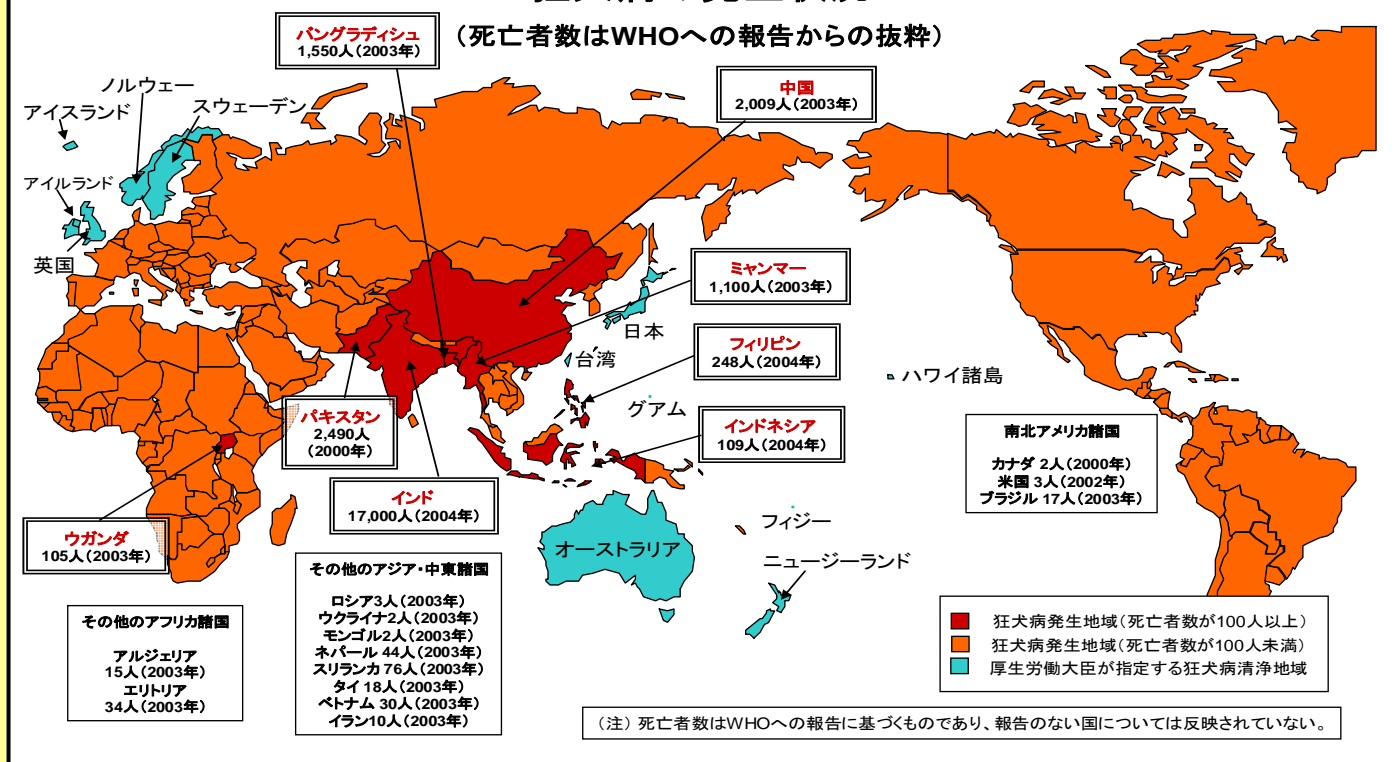 （死亡者数はWHOへの報告からの抜粋）
バングラディシュ
1,550人（2003年）
中国
2,009人（2003年）
ノルウェー
スウェーデン
アイスランド
アイルランド
英国
ミャンマー
1,100人（2003年）
日本
台湾
フィリピン
248人（2004年）
ハワイ諸島
グアム
パキスタン
2,490人
（2000年）
インドネシア
109人（2004年）
南北アメリカ諸国
カナダ 2人（2000年）
米国 3人（2002年）
ブラジル 17人（2003年）
インド
17,000人（2004年）
ウガンダ
105人（2003年）
フィジー
オーストラリア
ニュージーランド
その他のアジア・中東諸国
ロシア3人（2003年）
ウクライナ2人（2003年）
モンゴル2人（2003年）
ネパール 44人（2003年）
スリランカ 76人（2003年）
タイ 18人（2003年）
ベトナム 30人（2003年）
イラン10人（2003年）
その他のアフリカ諸国
アルジェリア
15人（2003年）
エリトリア
34人（2003年）
狂犬病発生地域（死亡者数が100人以上）
狂犬病発生地域（死亡者数が100人未満）
厚生労働大臣が指定する狂犬病清浄地域
（注） 死亡者数はWHOへの報告に基づくものであり、報告のない国については反映されていない。